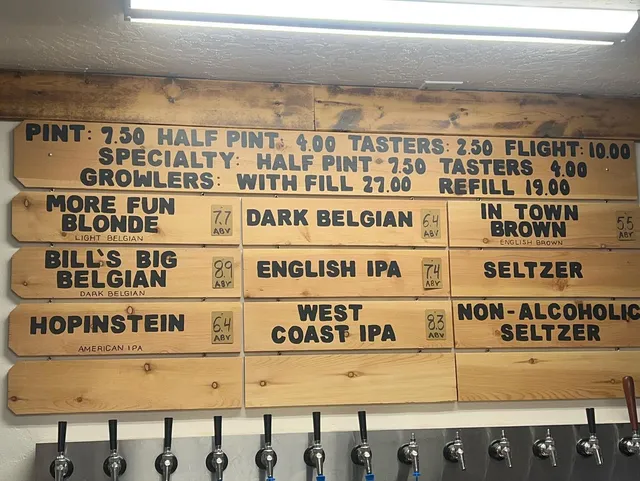 PINT: 7.50 HALF PINT: 4.00 TASTERS: 2.50 FLIGHT: 10.00
SPECIALTY: HALF PINT 7.50 TASTERS 4.00
GROWLERS: WITH FILL 27.00 REFILL 19.00
MORE FUN
BLONDE
LIGHT BELGIAN
7.7
ABV
DARK BELGIAN
6.4
ABV
IN TOWN
BROWN
ENGLISH BROWN
5.5
ABV
BILL'S BIG
BELGIAN
DARK BELGIAN
8.9
ABV
ENGLISH IPA
7.4
ABV
SELTZER
HOPINSTEIN
AMERICAN IPA
6.4
ABV
WEST
COAST IPA
8.3
ABV
NON-ALCOHOLIC
SELTZER